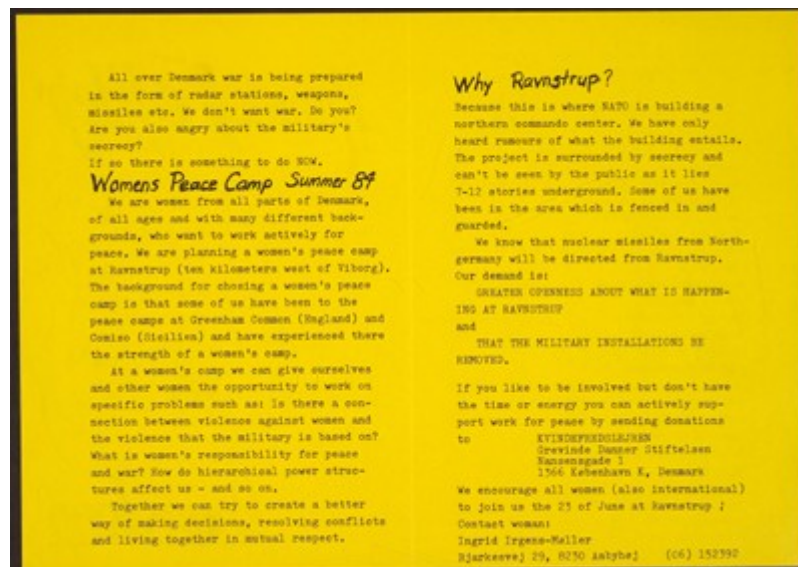 All over Denmark war is being prepared
in the form of radar stations, weapons,
missiles etc. We don't want war. Do you?
Are you also angry about the military's
secrecy?
If so there is something to do NOW.
Womens Peace Camp Summer 84
We are women from all parts of Denmark,
of all ages and with many different back-
grounds, who want to work actively for
peace. We are planning a women's peace camp
at Ravnstrup (ten kilometers west of Viborg).
The background for chosing a women's peace
camp is that some of us have been to the
peace camps at Greenham Common (England) and
Comiso (Sicilien) and have experienced there
the strength of a women's camp.
At a women's camp we can give ourselves
and other women the opportunity to work on
specific problems such as: Is there a con-
nection between violence against women and
the violence that the military is based on?
What is women's responsibility for peace
and war? How do hierarchical power struc-
tures affect us - and so on.
Together we can try to create a better
way of making decisions, resolving conflicts
and living together in mutual respect.
Why Ravnstrup?
Because this is where NATO is building a
northern commando center. We have only
heard rumours of what the building entails.
The project is surrounded by secrecy and
can't be seen by the public as it lies
7-12 stories underground. Some of us have
been in the area which is fenced in and
guarded.
We know that nuclear missiles from North-
germany will be directed from Ravnstrup.
Our demand is:
GREATER OPENNESS ABOUT WHAT IS HAPPEN-
ING AT RAVNSTRUP
and
THAT THE MILITARY INSTALLATIONS BE
REMOVED.
If you like to be involved but don't have
the time or energy you can actively sup-
port work for peace by sending donations
to KVINDEFREDSLEJREN
Grevinde Danner Stiftelsen
Nansensgade 1
1366 København K, Denmark
We encourage all women (also international)
to join us the 23 of June at Ravnstrup ;
Contact woman:
Ingrid Irgens-Møller
Bjarkesvej 29, 8230 Aabyhøj (06) 152392